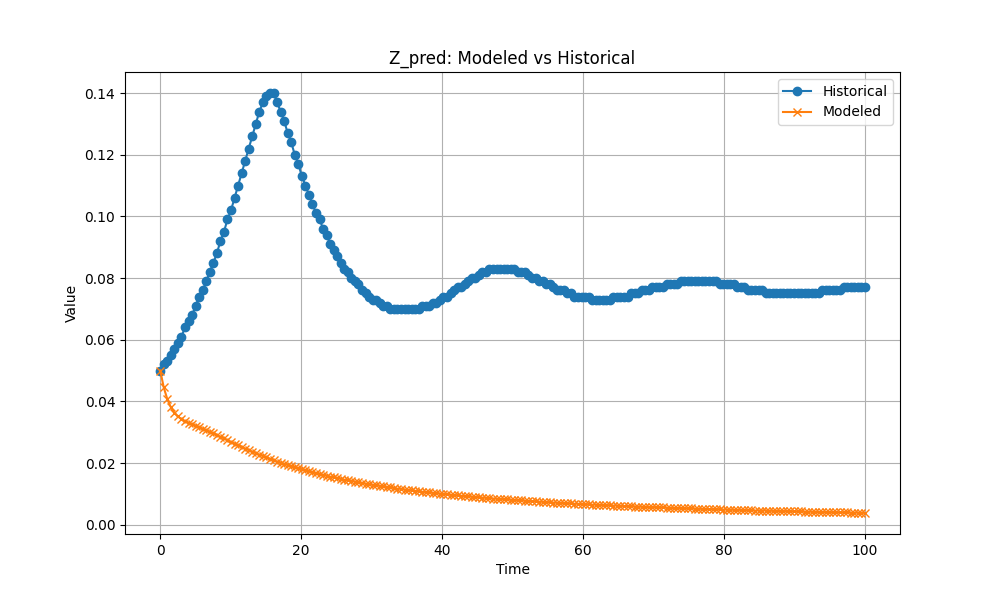 Z_pred: Modeled vs Historical
Historical
Modeled
Value
0.14
0.12
0.10
0.08
0.06
0.04
0.02
0.00
0 20 40 60 80 100
Time